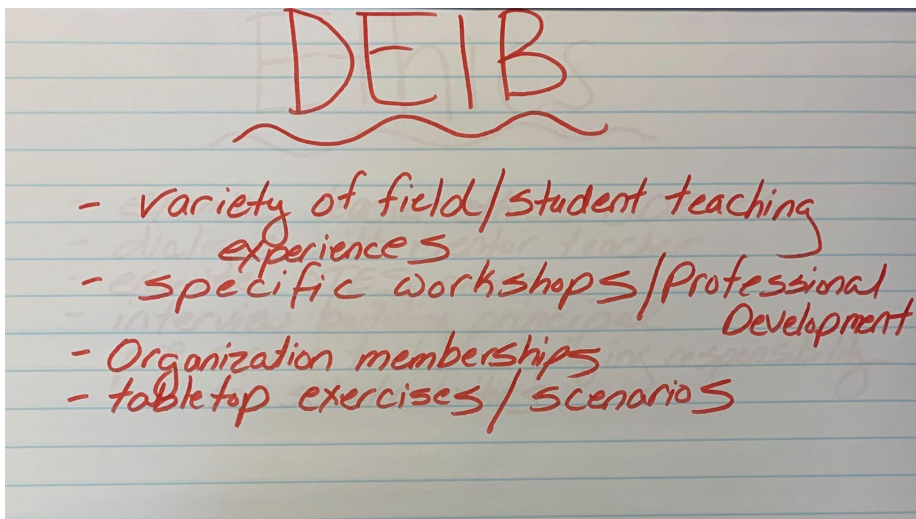 DEIB
- variety of field/student teaching
experiences
- specific workshops/Professional
Development
- Organization memberships
- tabletop exercises/scenarios